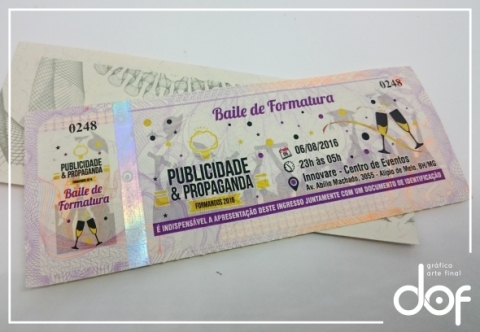 0248
PUBLICIDADE
& PROPAGANDA
FORMANDOS 2016
Baile de
Formatura
Baile de Formatura
0248
PUBLICIDADE
& PROPAGANDA
FORMANDOS 2016
06/08/2016
23h às 05h
Innovare - Centro de Eventos
Av. Abílio Machado, 3055 - Alípio de Melo, BH/MG
É INDISPENSÁVEL A APRESENTAÇÃO DESTE INGRESSO JUNTAMENTE COM UM DOCUMENTO DE IDENTIFICAÇÃO
gráfica
arte final
dof